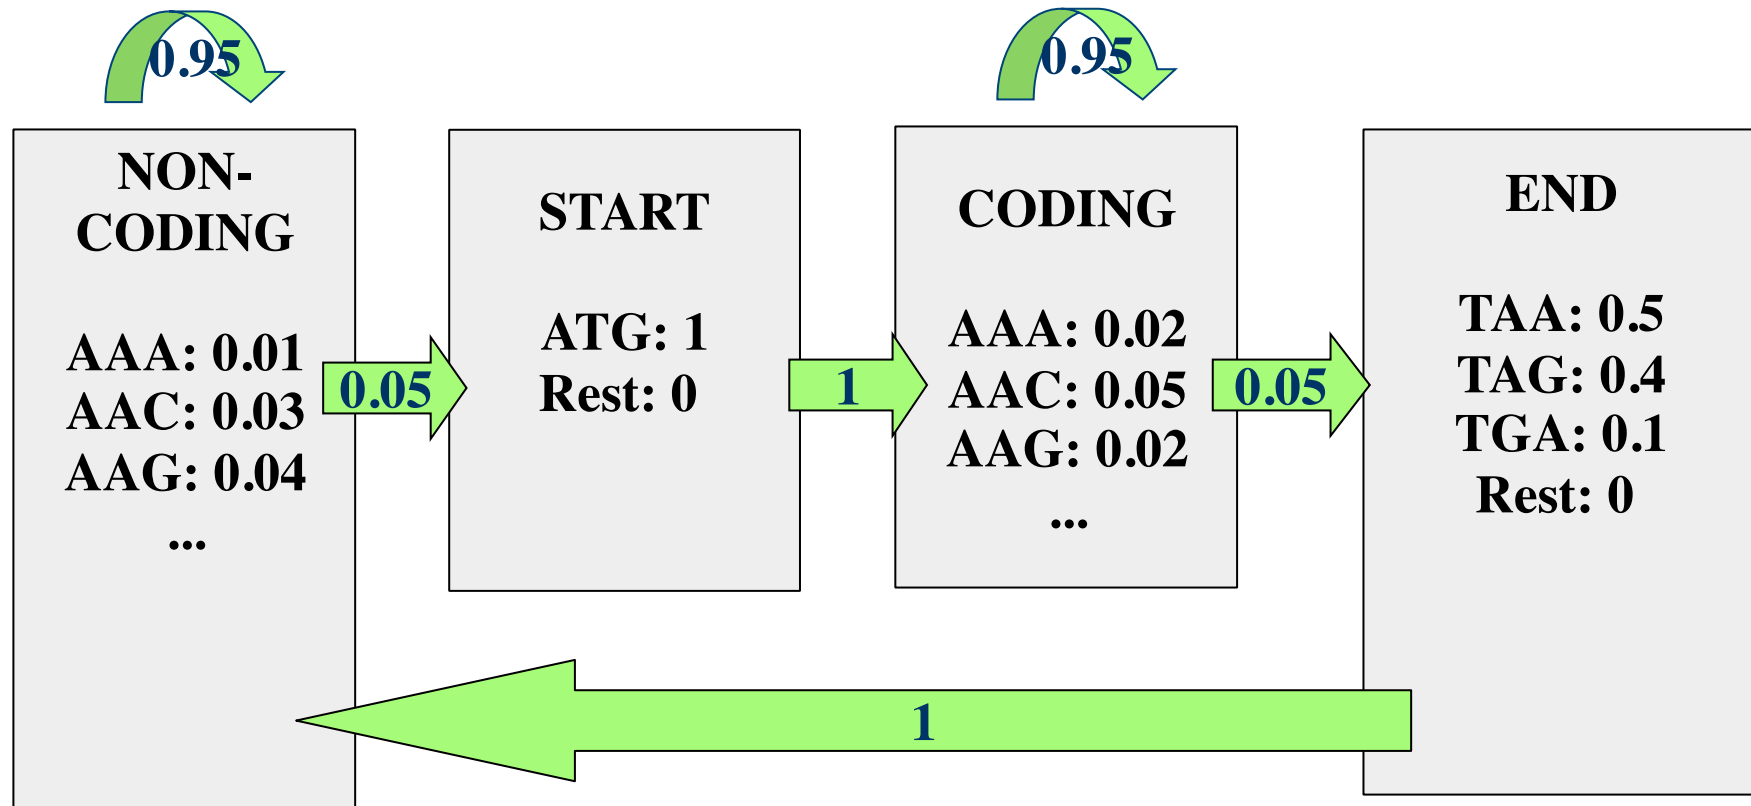 0.95
0.95
NON-
CODING
AAA: 0.01
AAC: 0.03
AAG: 0.04
...
0.05
START
ATG: 1
Rest: 0
1
CODING
AAA: 0.02
AAC: 0.05
AAG: 0.02
...
0.05
END
TAA: 0.5
TAG: 0.4
TGA: 0.1
Rest: 0
1